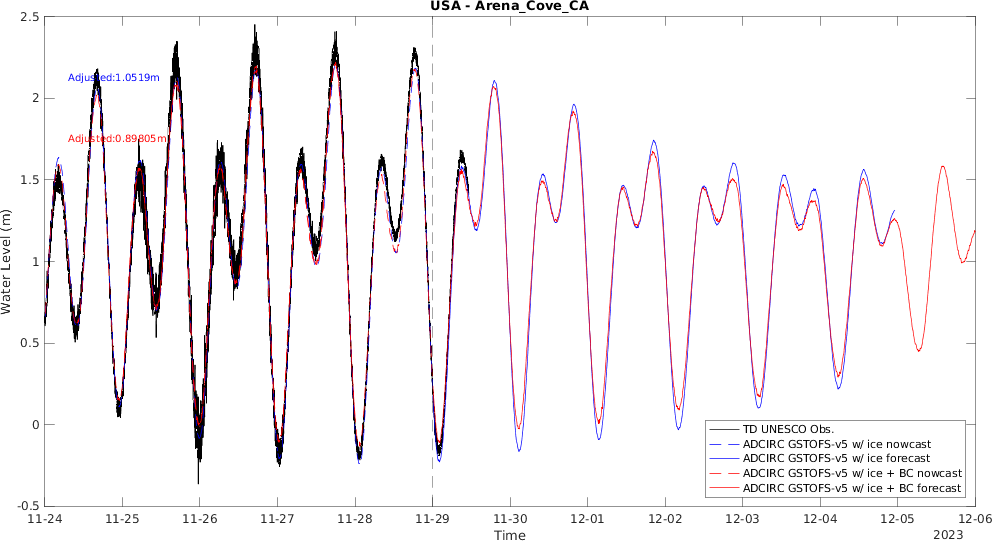 USA - Arena_Cove_CA
2.5
2
1.5
1
0.5
0
-0.5
Water Level (m)
Adjusted:1.0519m
Adjusted:0.89805m
TD UNESCO Obs.
ADCIRC GSTOFS-v5 w/ ice nowcast
ADCIRC GSTOFS-v5 w/ ice forecast
ADCIRC GSTOFS-v5 w/ ice + BC nowcast
ADCIRC GSTOFS-v5 w/ ice + BC forecast
11-24 11-25 11-26 11-27 11-28 11-29 11-30 12-01 12-02 12-03 12-04 12-05 12-06
Time
2023